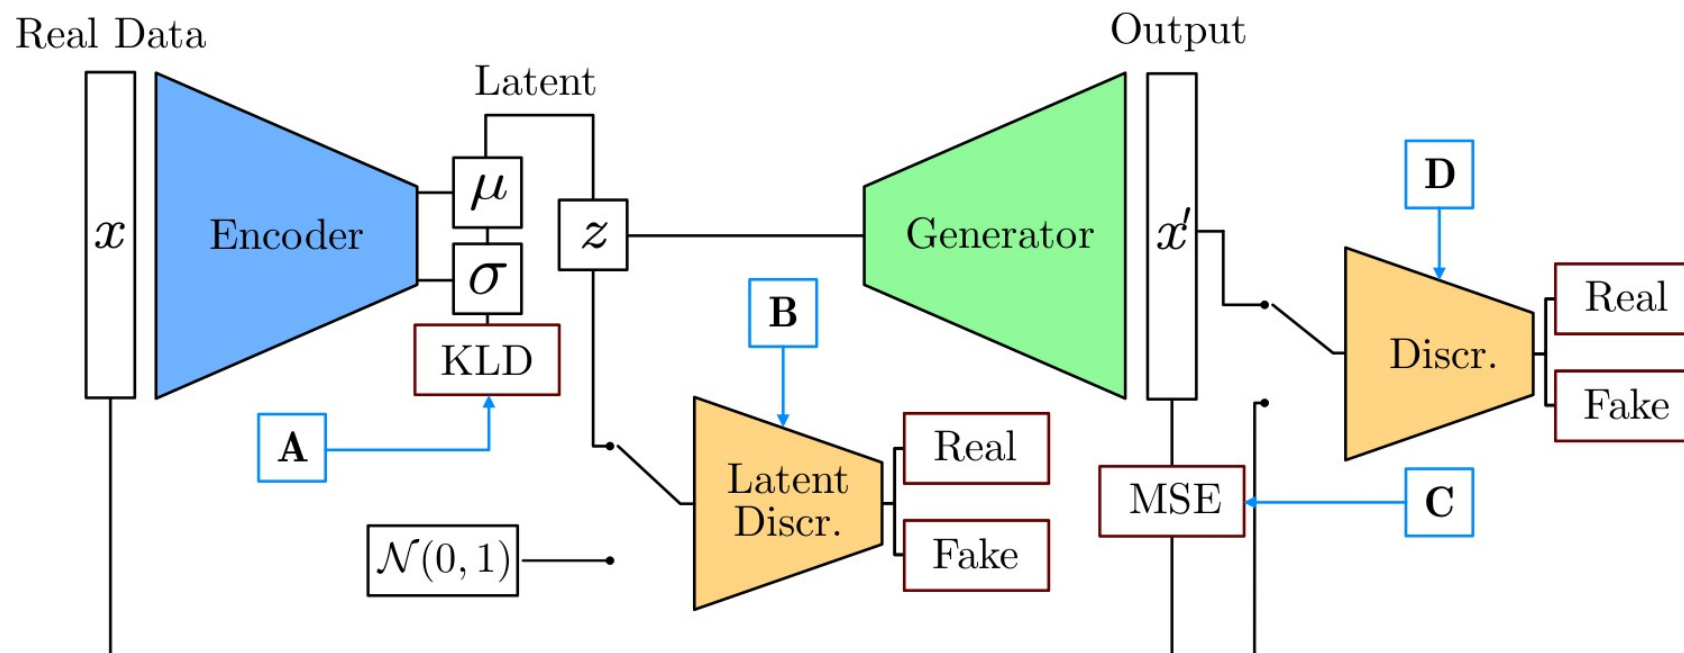 Real Data
Output
Latent
x
Encoder
μ
σ
z
Generator
x′
D
B
KLD
A
Discr.
Real
Fake
Latent
Discr.
Real
Fake
MSE
C
𝒩(0, 1)